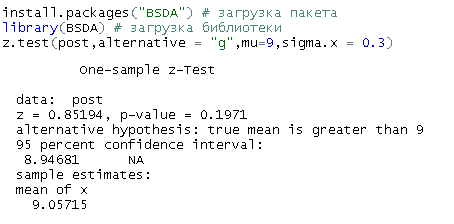 install.packages("BSDA") # загрузка пакета
library(BSDA) # загрузка библиотеки
z.test(post,alternative = "g",mu=9,sigma.x = 0.3)
One-sample z-Test
data:  post
z = 0.85194, p-value = 0.1971
alternative hypothesis: true mean is greater than 9
95 percent confidence interval:
8.94681      NA
sample estimates:
mean of x
9.05715